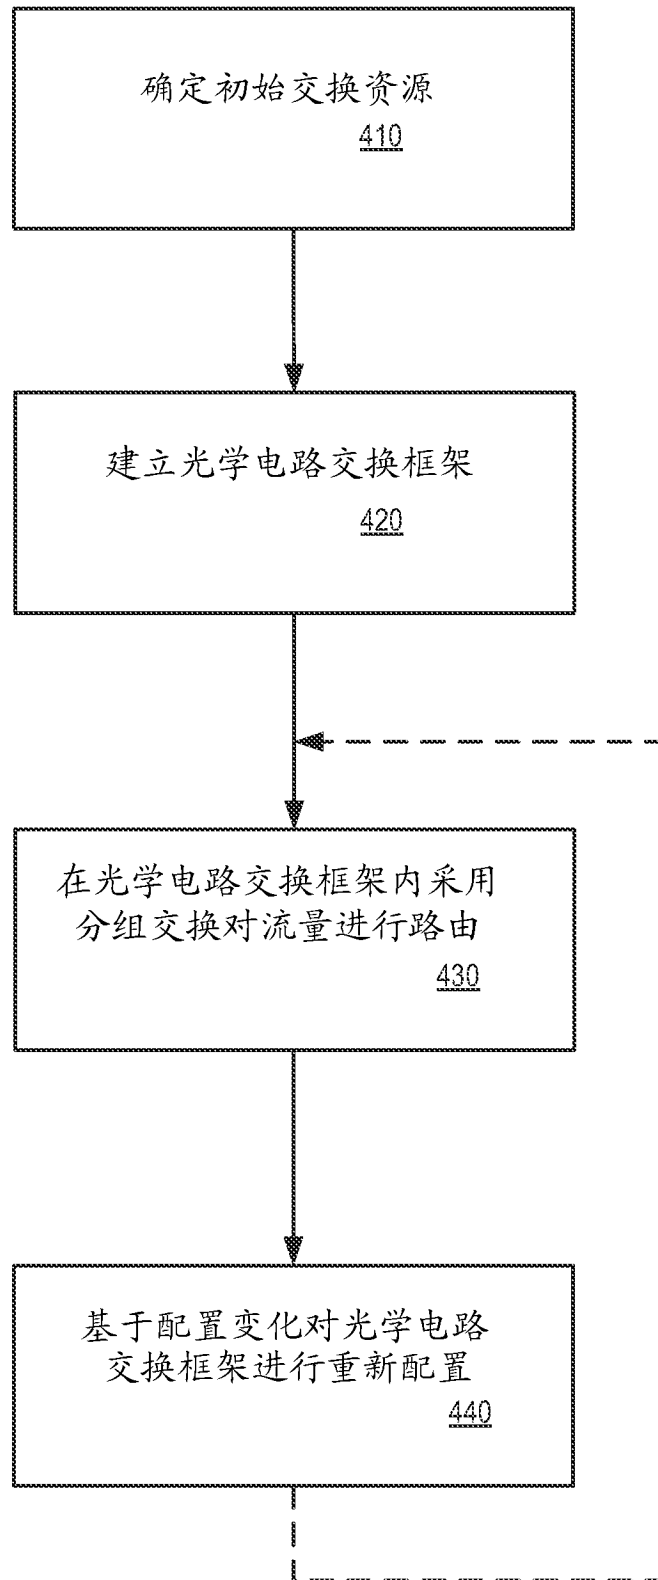 确定初始交换资源
410
建立光学电路交换框架
420
在光学电路交换框架内采用
分组交换对流量进行路由
430
基于配置变化对光学电路
交换框架进行重新配置
440